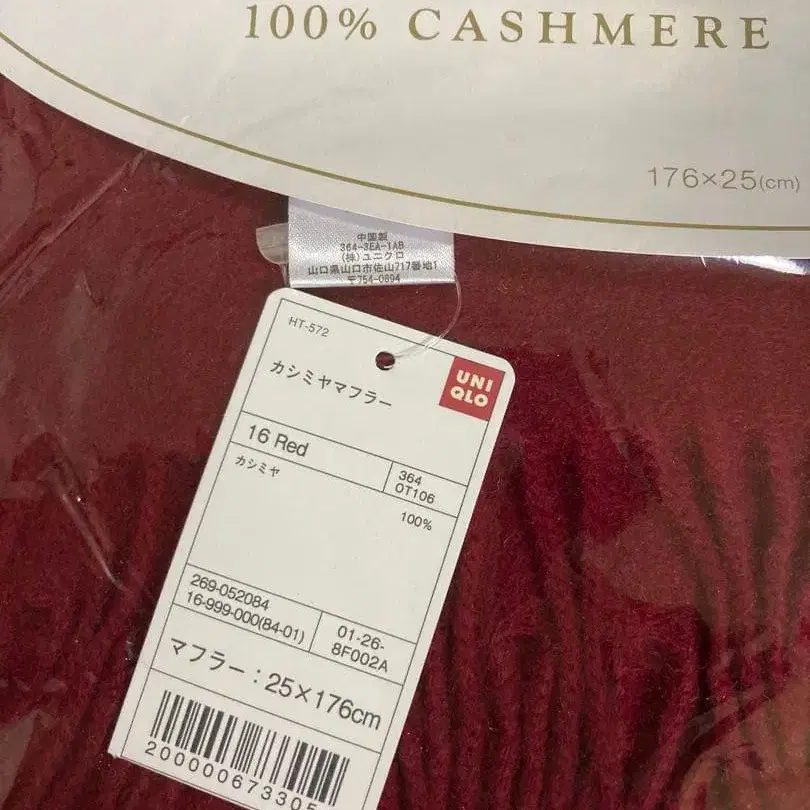 100% CASHMERE
176×25(cm)
中国製
364-3EA-1AB
(株)ユニクロ
山口県山口市佐山717番地1
〒754-0894
HT-572
カシミヤマフラー
UNI
QLO
16 Red
364
OT106
カシミヤ
100%
269-052084
16-999-000(84-01)
01-26-
8F002A
マフラー：25×176cm
200000673305